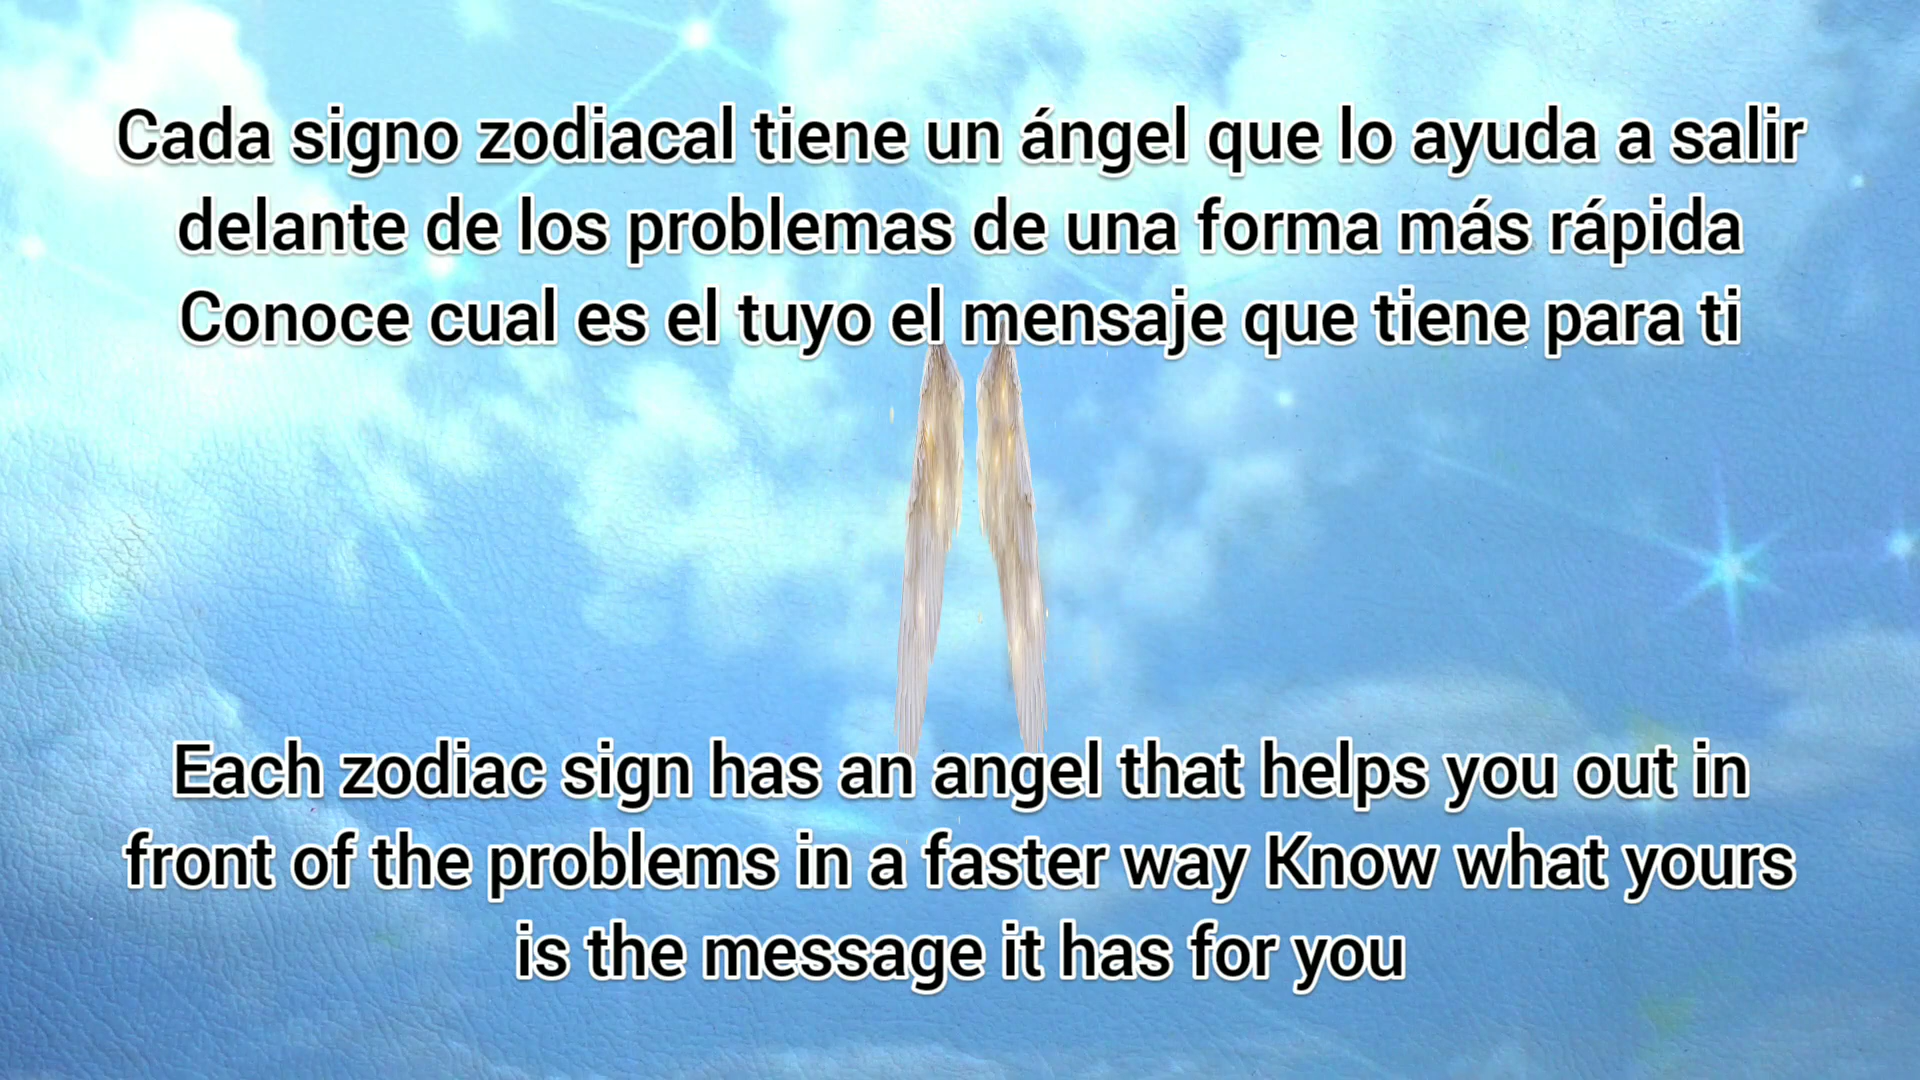 Cada signo zodiacal tiene un ángel que lo ayuda a salir
delante de los problemas de una forma más rápida
Conoce cual es el tuyo el mensaje que tiene para ti
Each zodiac sign has an angel that helps you out in
front of the problems in a faster way Know what yours
is the message it has for you